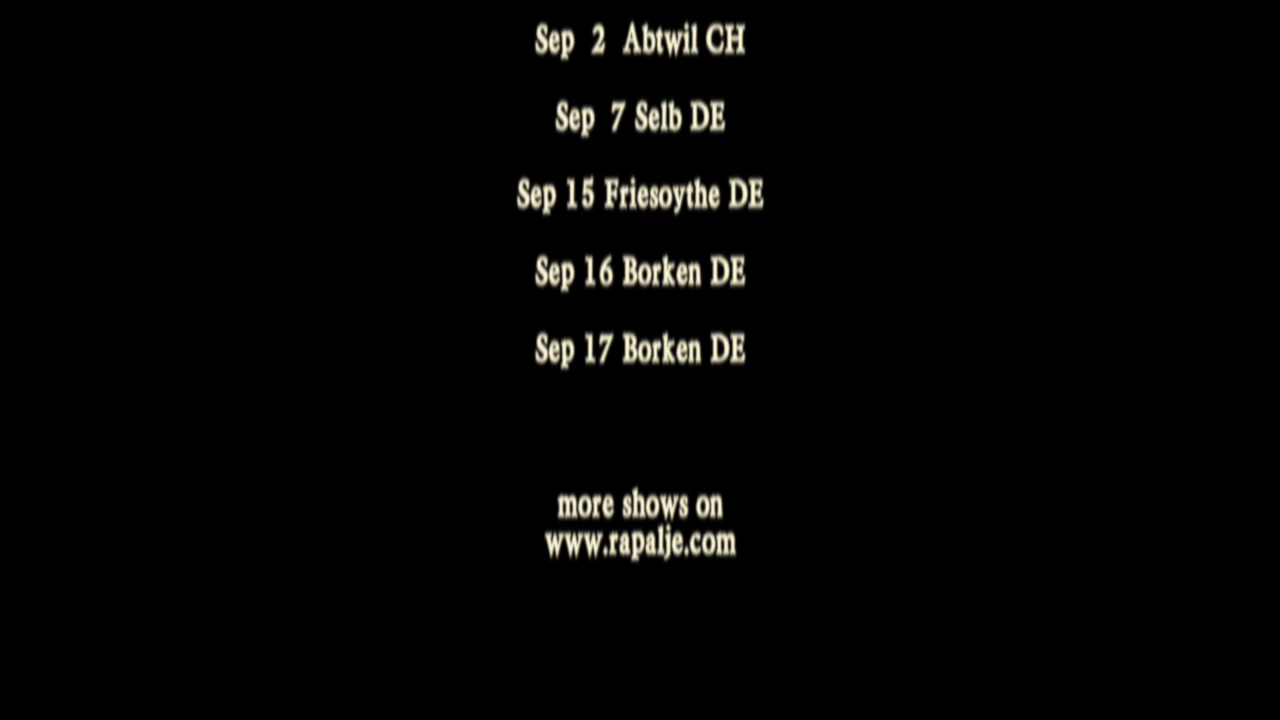 Sep 2 Abtwil CH
Sep 7 Selb DE
Sep 15 Friesoythe DE
Sep 16 Borken DE
Sep 17 Borken DE
more shows on
www.rapalje.com